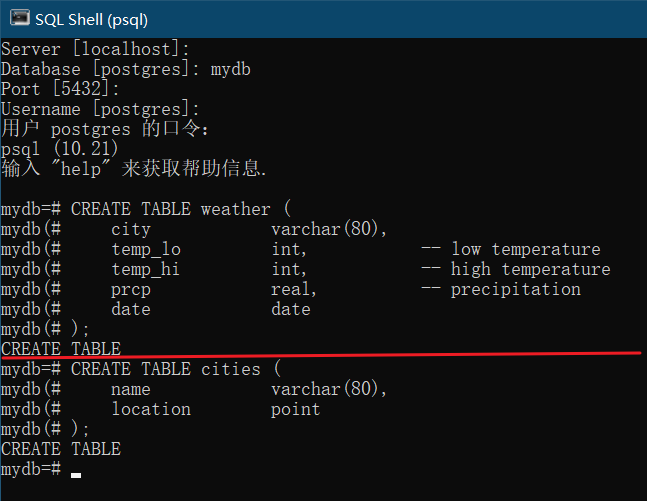 SQL Shell (psql)
Server [localhost]:
Database [postgres]: mydb
Port [5432]:
Username [postgres]:
用户 postgres 的口令：
psql (10.21)
输入 "help" 来获取帮助信息.
mydb=# CREATE TABLE weather (
mydb(#     city            varchar(80),
mydb(#     temp_lo         int,           -- low temperature
mydb(#     temp_hi         int,           -- high temperature
mydb(#     prcp            real,          -- precipitation
mydb(#     date            date
mydb(# );
CREATE TABLE
mydb=# CREATE TABLE cities (
mydb(#     name            varchar(80),
mydb(#     location        point
mydb(# );
CREATE TABLE
mydb=#